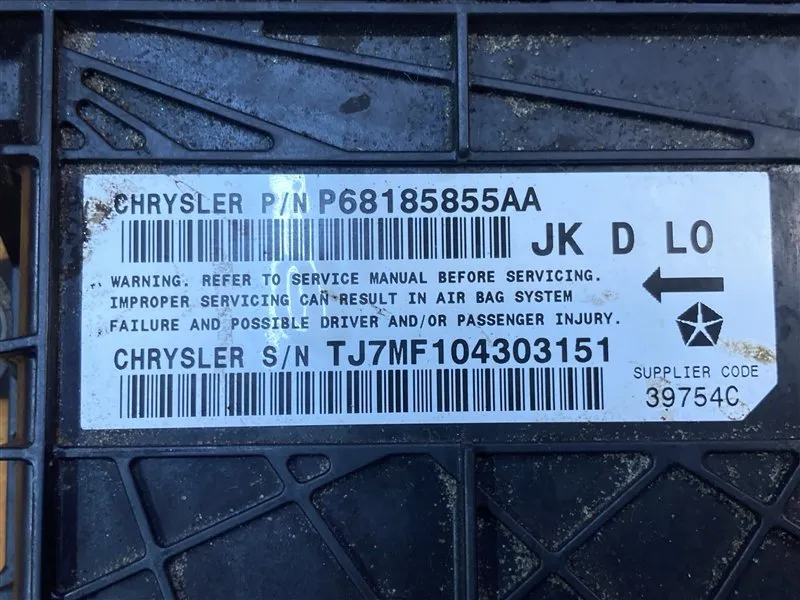 CHRYSLER P/N P68185855AA
JK D LO
WARNING. REFER TO SERVICE MANUAL BEFORE SERVICING.
IMPROPER SERVICING CAN RESULT IN AIR BAG SYSTEM
FAILURE AND POSSIBLE DRIVER AND/OR PASSENGER INJURY.
CHRYSLER S/N TJ7MF104303151
SUPPLIER CODE
39754C